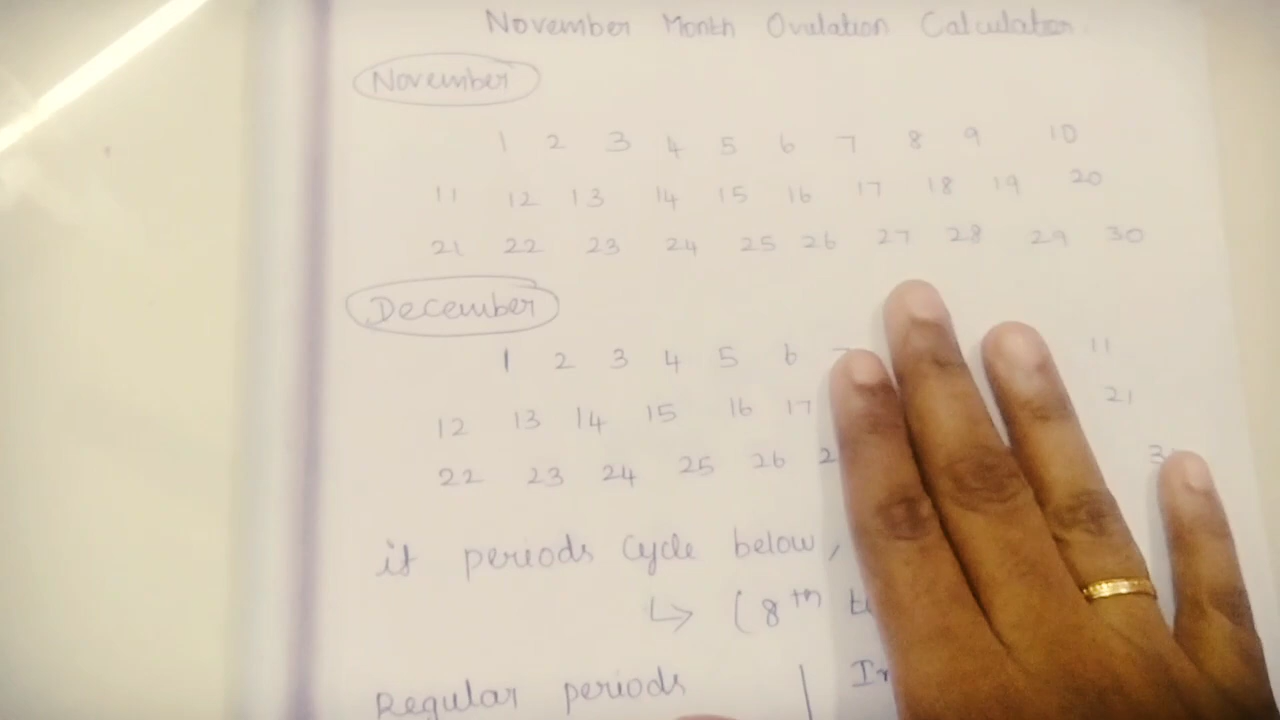 November Month Ovulation Calculation
November
1 2 3 4 5 6 7 8 9 10
11 12 13 14 15 16 17 18 19 20
21 22 23 24 25 26 27 28 29 30
December
1 2 3 4 5 6 7 11
12 13 14 15 16 17 21
22 23 24 25 26
if periods Cycle below,
↳ (8th
Regular periods